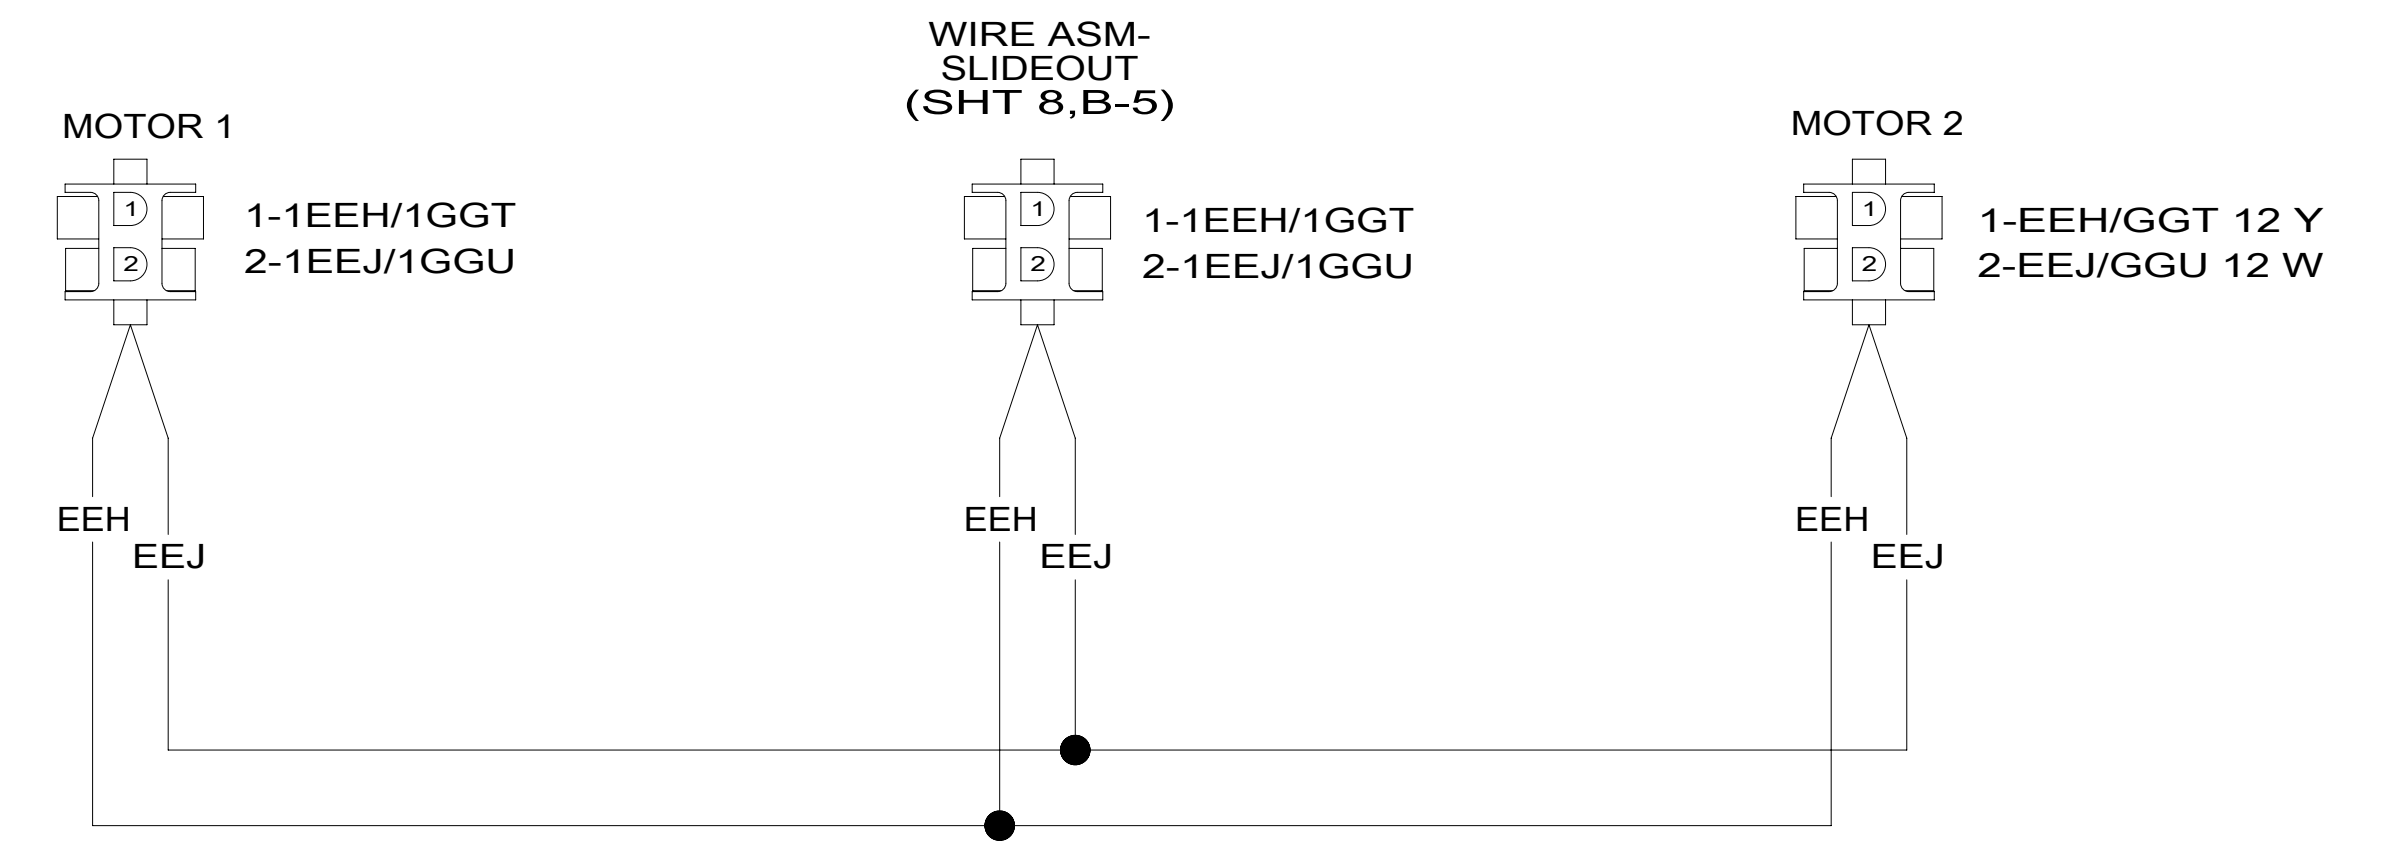 WIRE ASM-
SLIDEOUT
(SHT 8,B-5)
MOTOR 1
1
2
1-1EEH/1GGT
2-1EEJ/1GGU
1
2
1-1EEH/1GGT
2-1EEJ/1GGU
MOTOR 2
1
2
1-EEH/GGT 12 Y
2-EEJ/GGU 12 W
EEH
EEJ
EEH
EEJ
EEH
EEJ